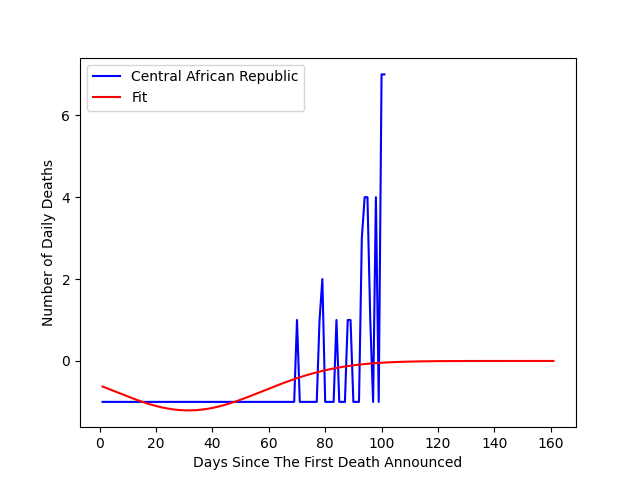 Central African Republic
Fit
Number of Daily Deaths
6
4
2
0
0 20 40 60 80 100 120 140 160
Days Since The First Death Announced